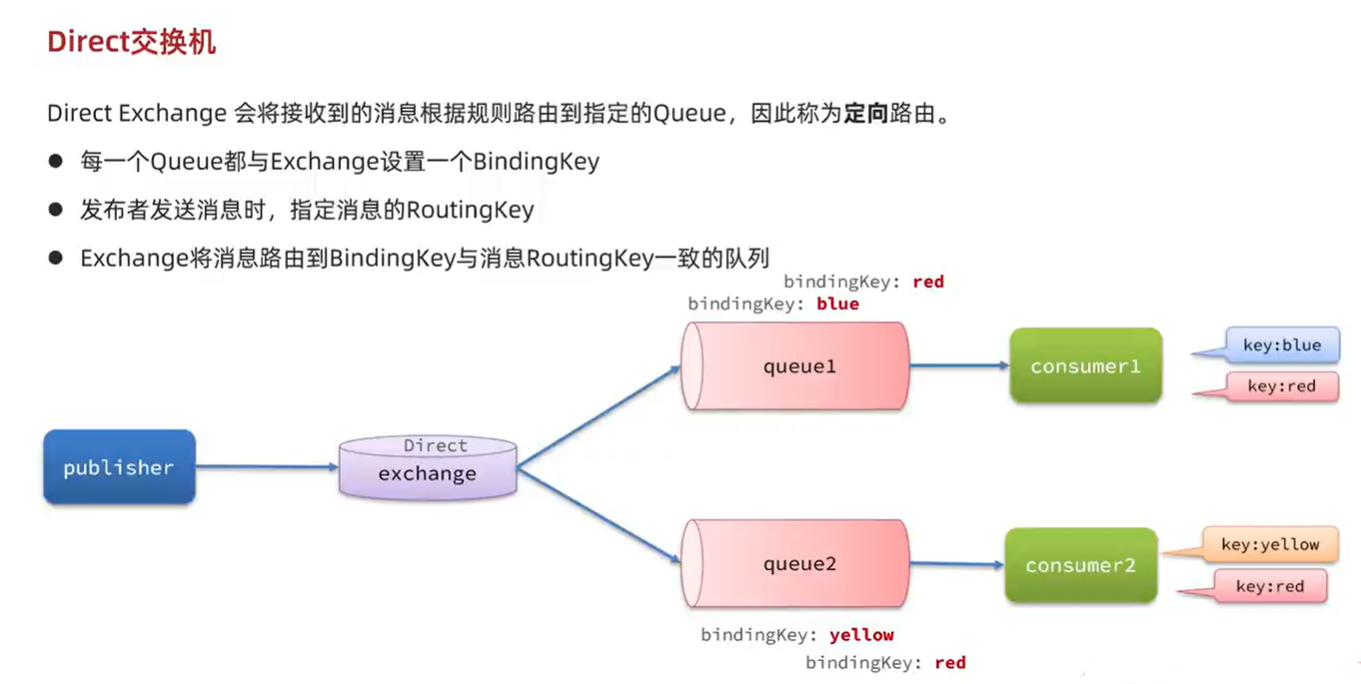 Direct交换机
Direct Exchange 会将接收到的消息根据规则路由到指定的Queue，因此称为定向路由。
● 每一个Queue都与Exchange设置一个BindingKey
● 发布者发送消息时，指定消息的RoutingKey
● Exchange将消息路由到BindingKey与消息RoutingKey一致的队列
bindingKey: red
bindingKey: blue
queue1
consumer1
key:blue
key:red
publisher
Direct
exchange
queue2
consumer2
key:yellow
key:red
bindingKey: yellow
bindingKey: red